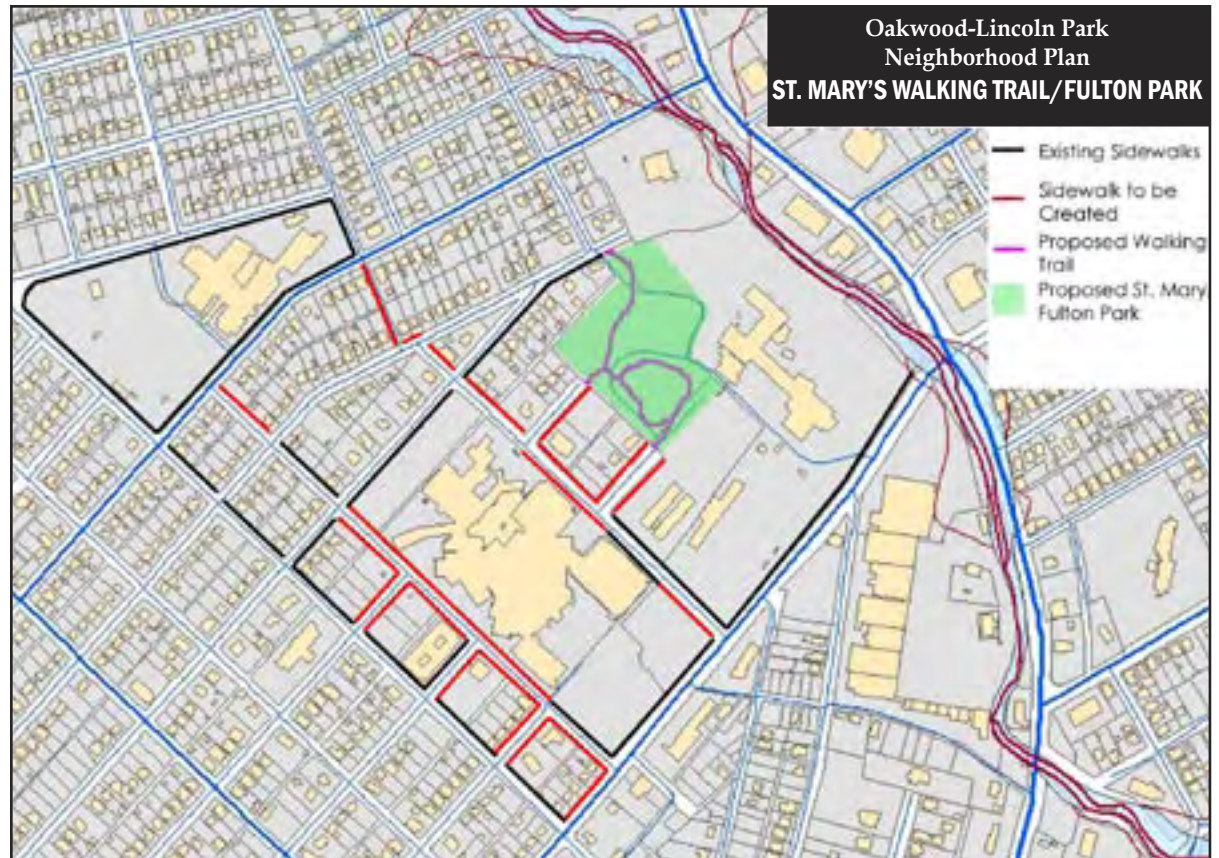 Oakwood-Lincoln Park
Neighborhood Plan
ST. MARY'S WALKING TRAIL/FULTON PARK
Existing Sidewalks
Sidewalk to be
Created
Proposed Walking
Trail
Proposed St. Mary
Fulton Park